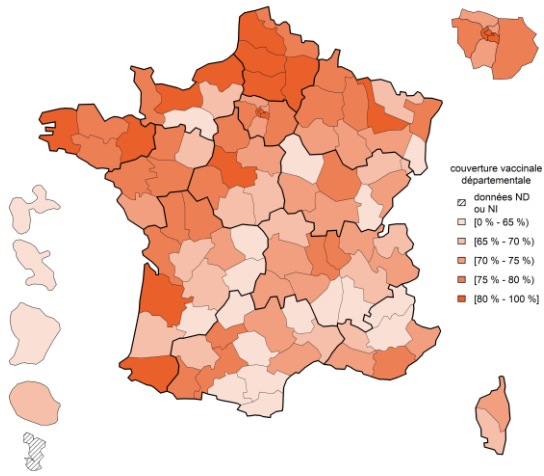 couverture vaccinale
départementale
données ND
ou NI
[0 % - 65 %)
[65 % - 70 %)
[70 % - 75 %)
[75 % - 80 %)
[80 % - 100 %]